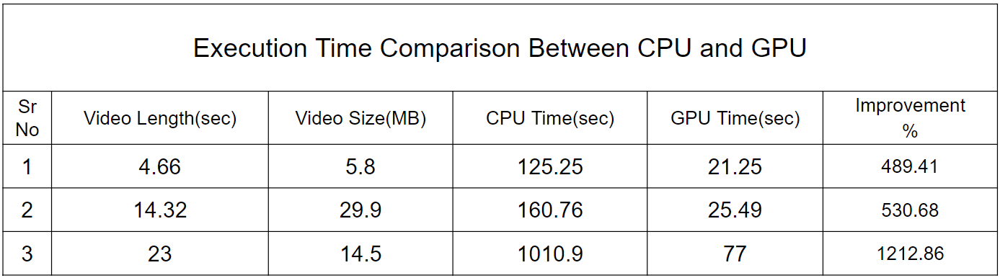 Execution Time Comparison Between CPU and GPU
Sr No Video Length(sec) Video Size(MB) CPU Time(sec) GPU Time(sec) Improvement %
1 4.66 5.8 125.25 21.25 489.41
2 14.32 29.9 160.76 25.49 530.68
3 23 14.5 1010.9 77 1212.86